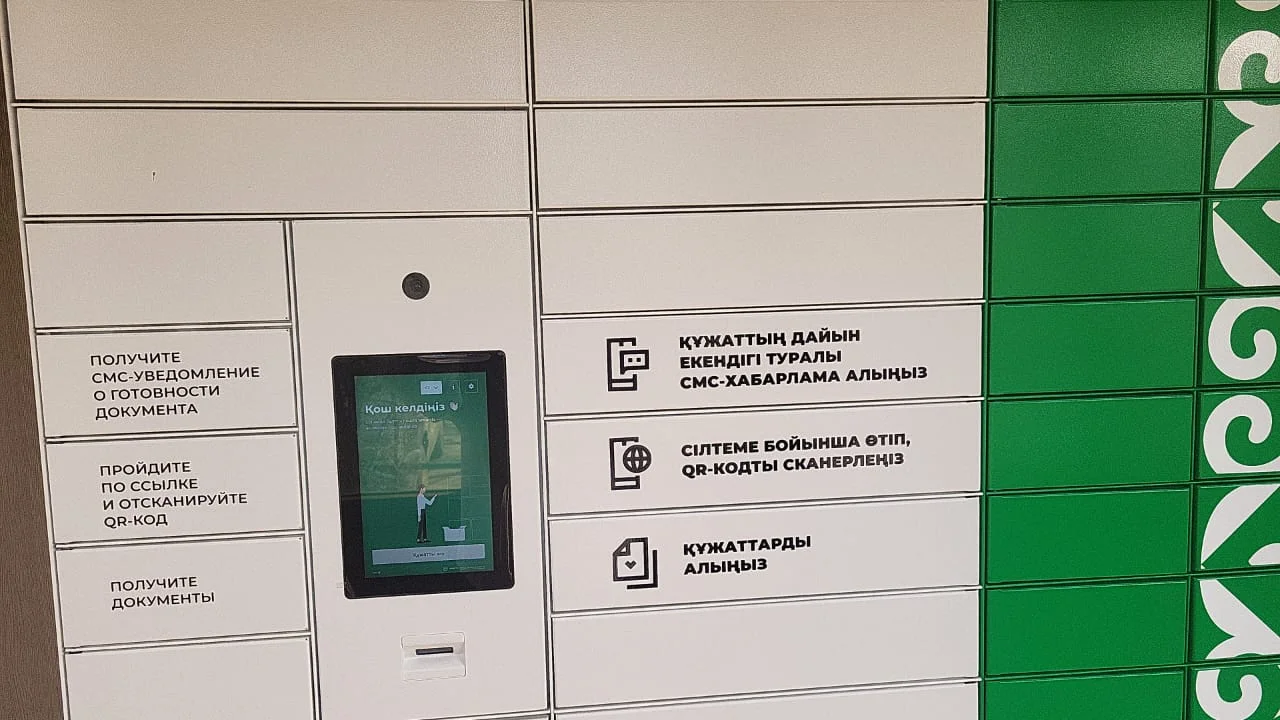 ПОЛУЧИТЕ
СМС-УВЕДОМЛЕНИЕ
О ГОТОВНОСТИ
ДОКУМЕНТА
ПРОЙДИТЕ
ПО ССЫЛКЕ
И ОТСКАНИРУЙТЕ
QR-КОД
ПОЛУЧИТЕ
ДОКУМЕНТЫ
Қош келдіңіз
ҚҰЖАТТЫҢ ДАЙЫН
ЕКЕНДІГІ ТУРАЛЫ
СМС-ХАБАРЛАМА АЛЫҢЫЗ
СІЛТЕМЕ БОЙЫНША ӨТІП,
QR-КОДТЫ СКАНЕРЛЕҢІЗ
ҚҰЖАТТАРДЫ
АЛЫҢЫЗ